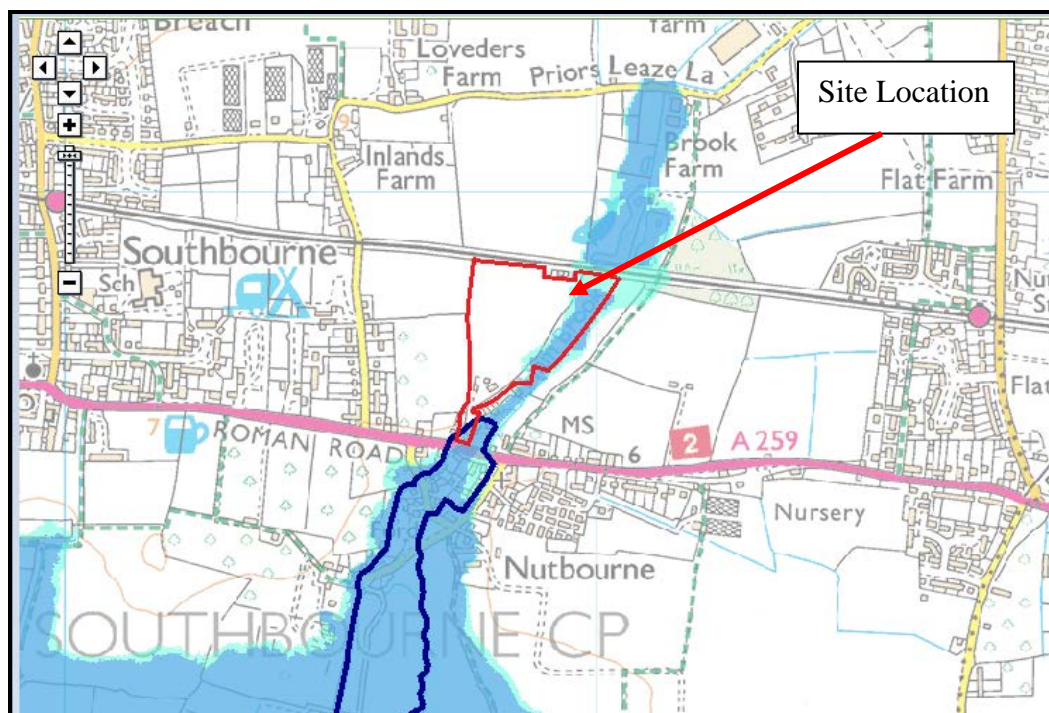 Breach
Loveders
Farm
farm
Priors Leaze La
Site Location
9
Inlands
Farm
Brook
Farm
Flat Farm
Southbourne
Sch
Nu
S
Flat
7
ROMAN ROAD
MS
6
2
A 259
Nursery
Nutbourne
SOUTHBOURNE CP